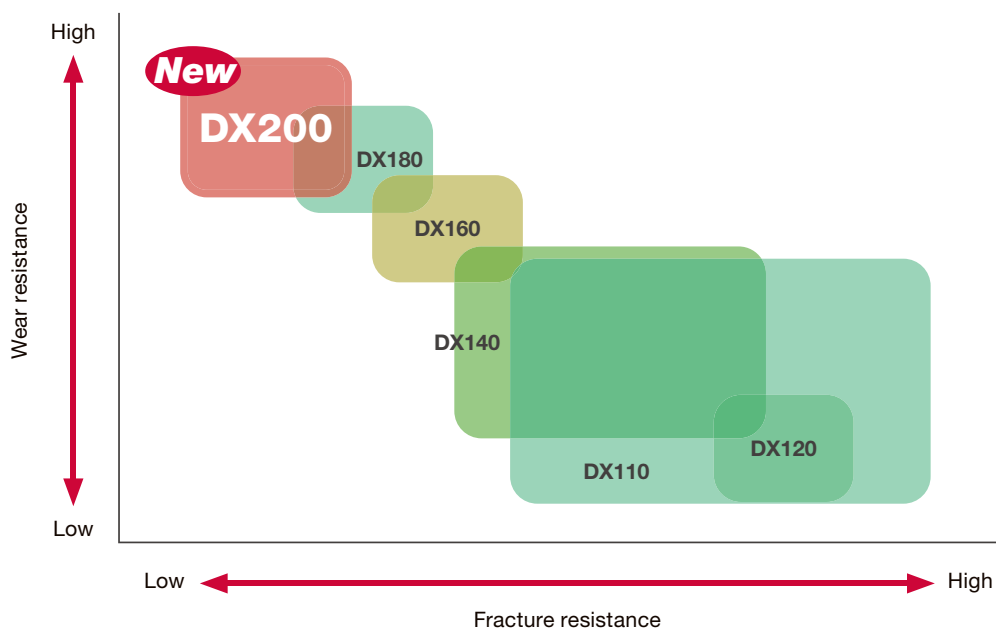 High
New
DX200
DX180
DX160
Wear resistance
DX140
DX120
DX110
Low
Low
High
Fracture resistance